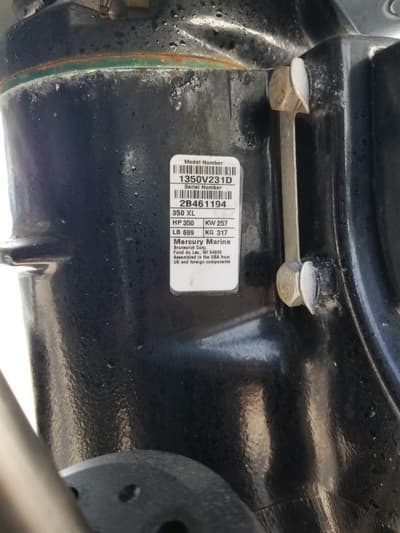 Model Number
1350V231D
Serial Number
2B461194
350 XL
HP 350 KW 257
LB 699 KG 317
Mercury Marine
Brunswick Corp.
Fond du Lac, WI 54935
Assembled in the USA from
US and foreign components